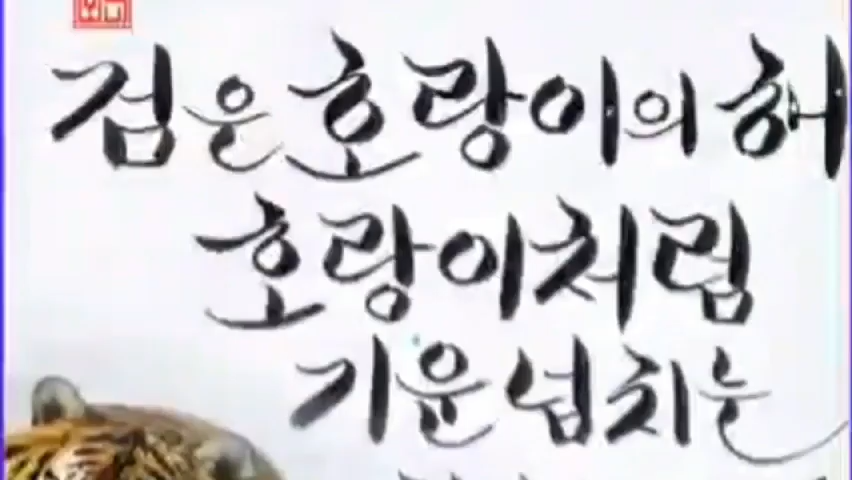 검은 호랑이의 해
호랑이처럼
기운 넘치는